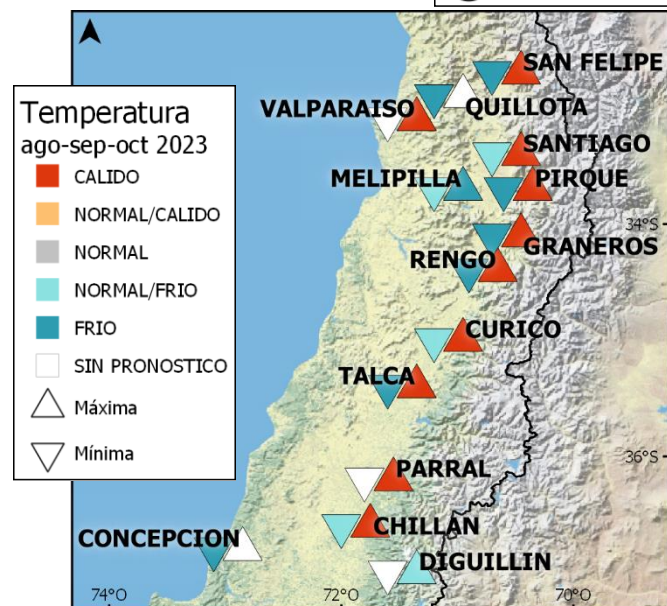 Temperatura
ago-sep-oct 2023
CALIDO
NORMAL/CALIDO
NORMAL
NORMAL/FRIO
FRIO
SIN PRONOSTICO
Máxima
Mínima
SAN FELIPE
QUILLOTA
VALPARAISO
SANTIAGO
MELIPILLA
PIRQUE
34°S
GRANEROS
RENGO
CURICO
TALCA
36°S
PARRAL
CHILLÁN
CONCEPCION
DIGUILLIN
74°O
72°O
70°O